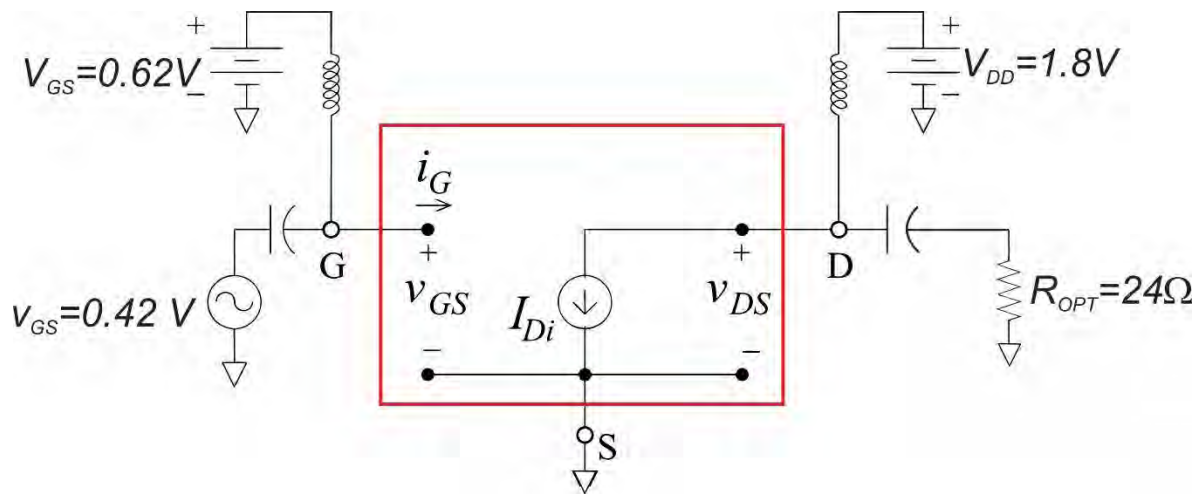 +
+
V_GS=0.62V
V_DD=1.8V
−
−
i_G
G
D
+
+
v_GS=0.42 V
v_GS
I_Di
v_DS
R_OPT=24Ω
−
−
S